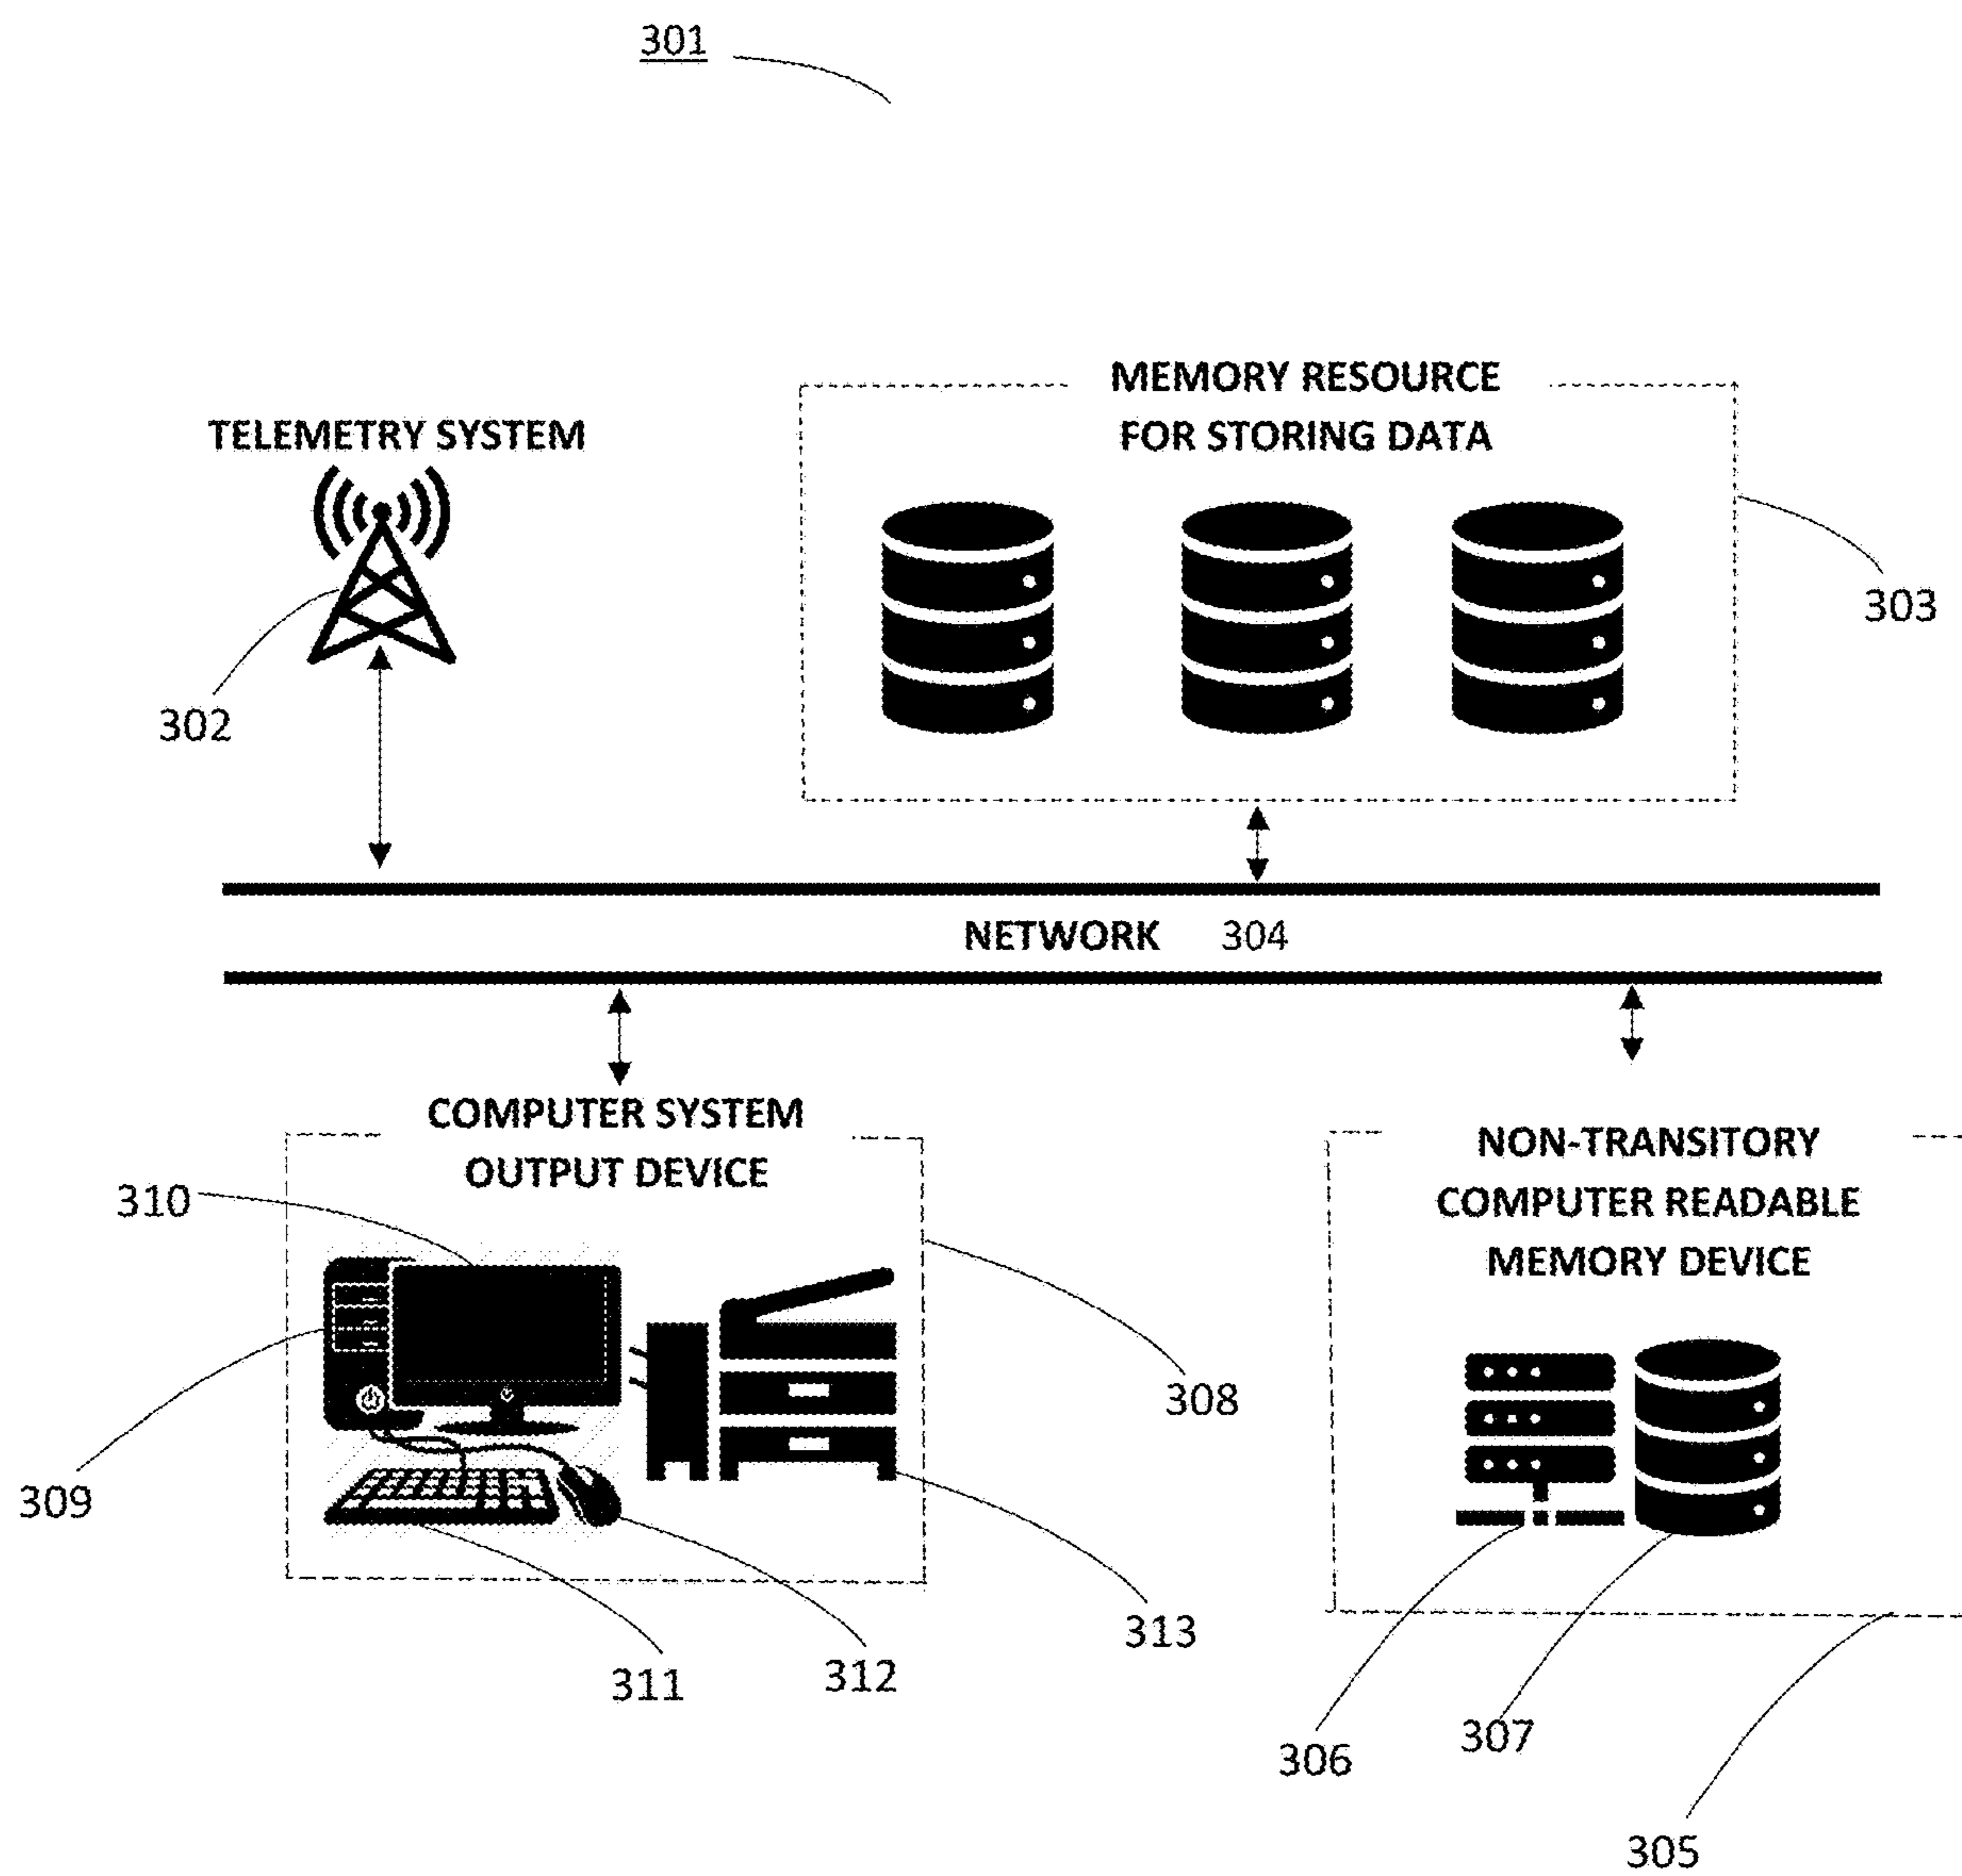 301
MEMORY RESOURCE
FOR STORING DATA
TELEMETRY SYSTEM
303
302
NETWORK 304
COMPUTER SYSTEM
OUTPUT DEVICE
NON-TRANSITORY
COMPUTER READABLE
MEMORY DEVICE
310
308
309
313
311
312
307
306
305